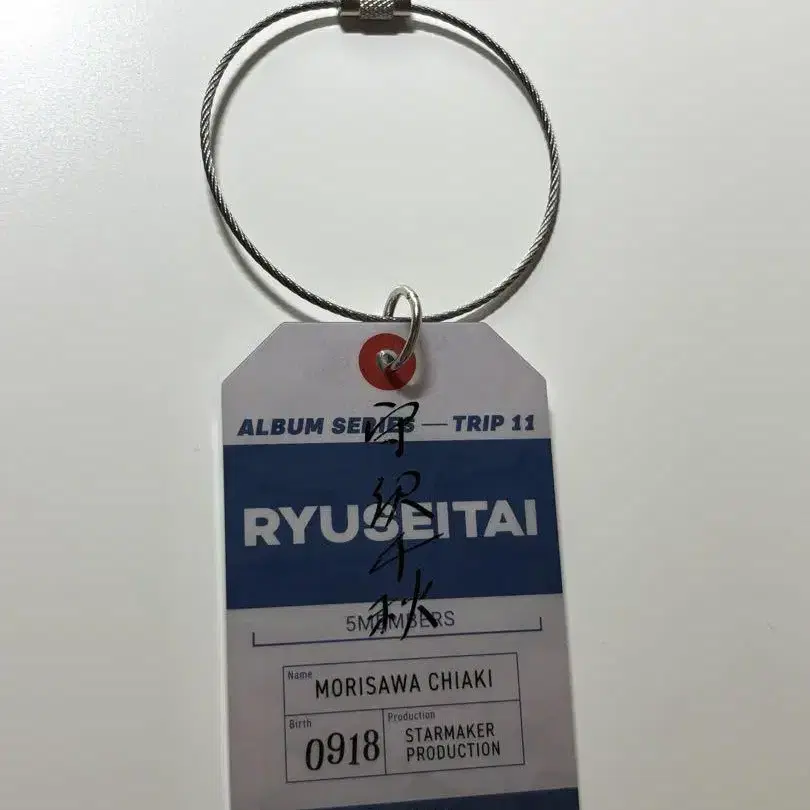 ALBUM SERIES — TRIP 11
RYUSEITAI
守沢千秋
5MEMBERS
Name
MORISAWA CHIAKI
Birth
0918
Production
STARMAKER
PRODUCTION